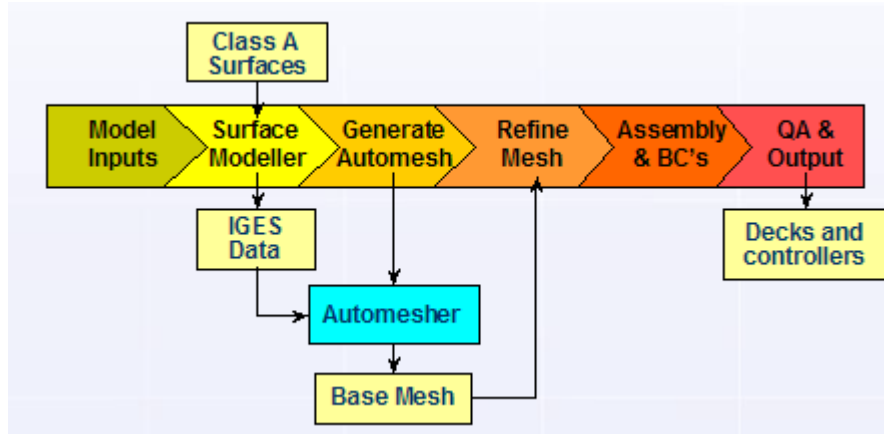 Class A
Surfaces
Model
Inputs
Surface
Modeller
Generate
Automesh
Refine
Mesh
Assembly
& BC's
QA &
Output
IGES
Data
Decks and
controllers
Automesher
Base Mesh